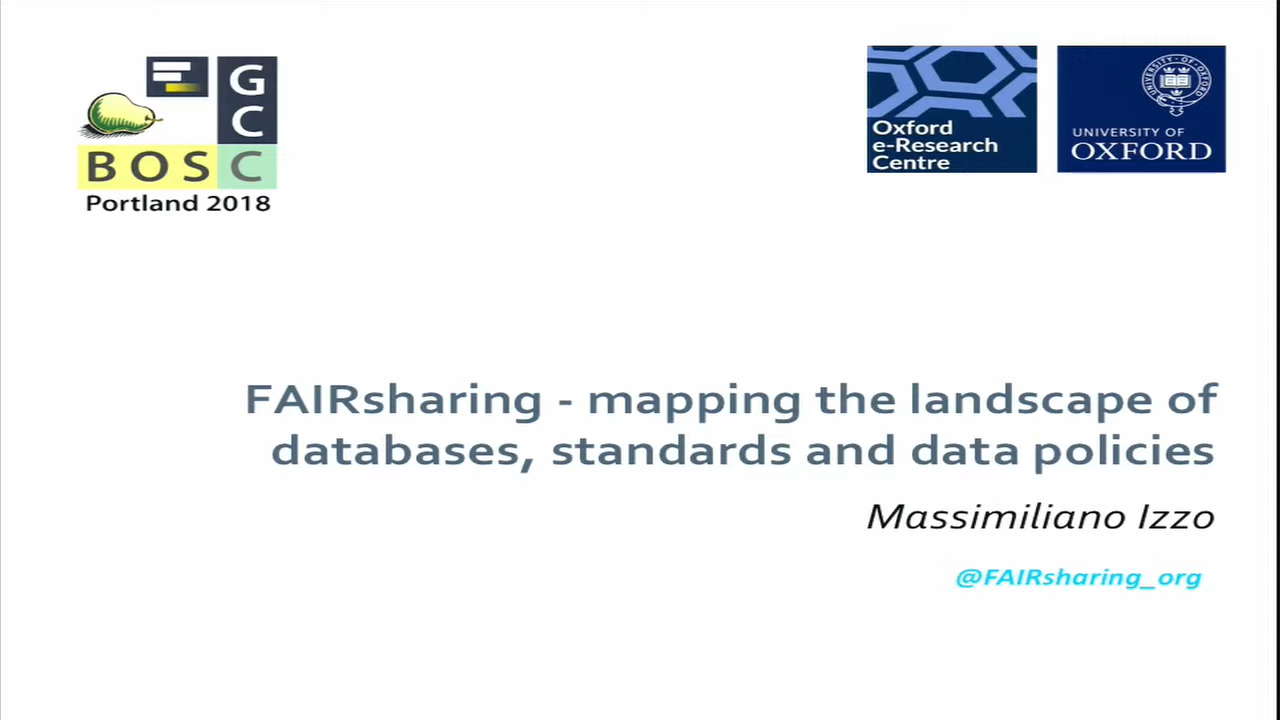 G
C
BOSC
Portland 2018
Oxford
e-Research
Centre
UNIVERSITY OF
OXFORD
FAIRsharing - mapping the landscape of
databases, standards and data policies
Massimiliano Izzo
@FAIRsharing_org